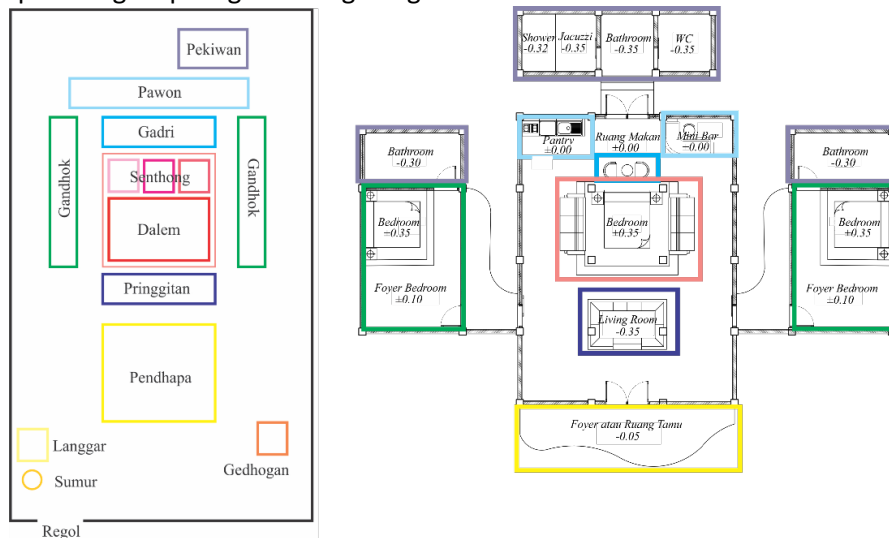 Pekiwan
Pawon
Gadri
Gandhok
Senthong
Gandhok
Dalem
Pringgitan
Pendhapa
Langgar
Gedhogan
Sumur
Regol
Shower
-0.32
Jacuzzi
-0.35
Bathroom
-0.35
WC
-0.35
Pantry
±0.00
Ruang Makan
±0.00
Mini Bar
±0.00
Bathroom
-0.30
Bathroom
-0.30
Bedroom
±0.35
Bedroom
±0.35
Bedroom
±0.35
Foyer Bedroom
±0.10
Foyer Bedroom
±0.10
Living Room
-0.35
Foyer atau Ruang Tamu
-0.05